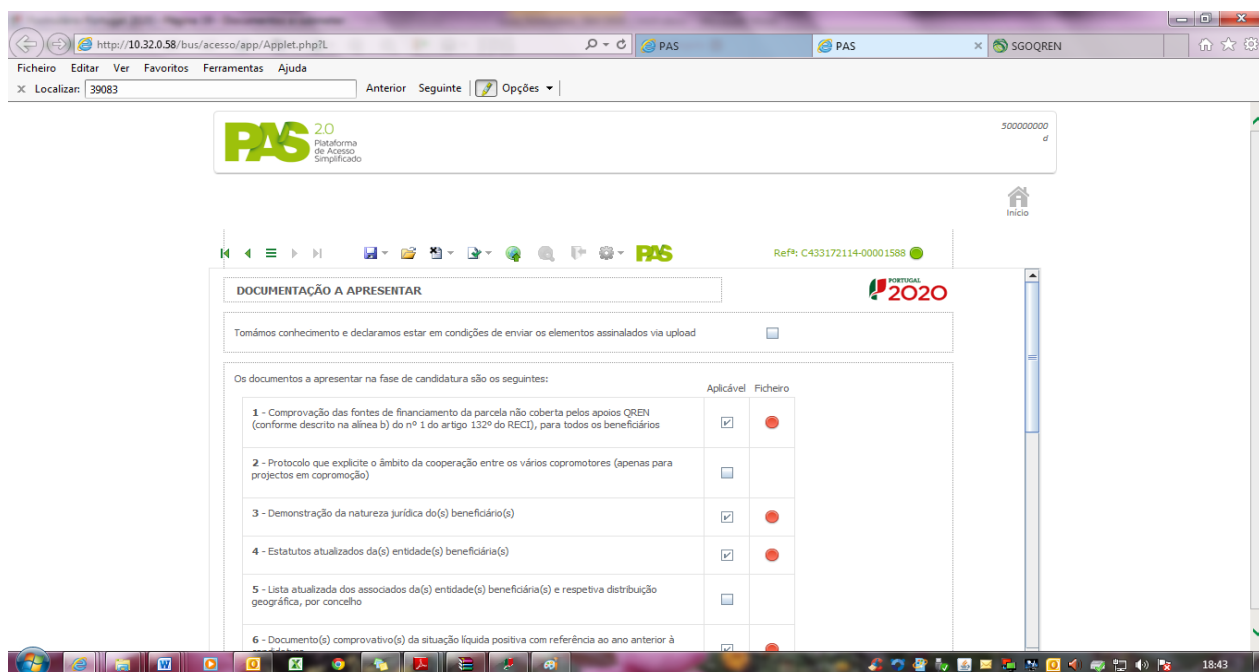 http://10.32.0.58/bus/acesso/app/Applet.php?L
PAS
PAS
SGOQREN
Ficheiro Editar Ver Favoritos Ferramentas Ajuda
x Localizar: 39083 Anterior Seguinte Opções
PAS 2.0
Plataforma
de Acesso
Simplificado
500000000
d
Início
PAS
Refª: C433172114-00001588
DOCUMENTAÇÃO A APRESENTAR
PORTUGAL
2020
Tomámos conhecimento e declaramos estar em condições de enviar os elementos assinalados via upload
Os documentos a apresentar na fase de candidatura são os seguintes:
Aplicável Ficheiro
1 - Comprovação das fontes de financiamento da parcela não coberta pelos apoios QREN
(conforme descrito na alínea b) do nº 1 do artigo 132º do RECI), para todos os beneficiários
2 - Protocolo que explicite o âmbito da cooperação entre os vários copromotores (apenas para
projectos em copromoção)
3 - Demonstração da natureza jurídica do(s) beneficiário(s)
4 - Estatutos atualizados da(s) entidade(s) beneficiária(s)
5 - Lista atualizada dos associados da(s) entidade(s) beneficiária(s) e respetiva distribuição
geográfica, por concelho
6 - Documento(s) comprovativo(s) da situação líquida positiva com referência ao ano anterior à
18:43